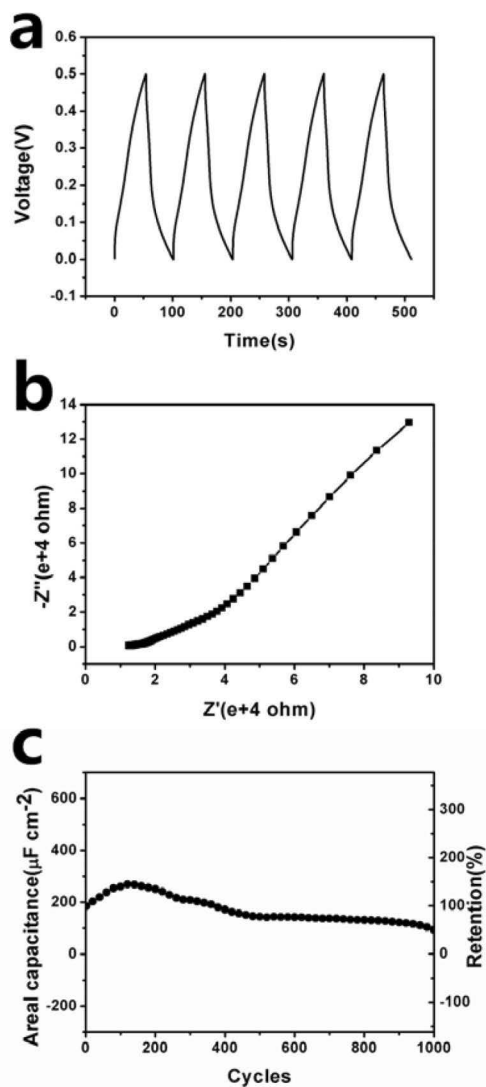 a
0.6
0.5
0.4
0.3
0.2
0.1
0.0
-0.1
Voltage(V)
0 100 200 300 400 500
Time(s)
b
14
12
10
8
6
4
2
0
-Z''(e+4 ohm)
0 2 4 6 8 10
Z'(e+4 ohm)
c
600
400
200
0
-200
Areal capacitance(μF cm-2)
300
200
100
0
-100
Retention(%)
0 200 400 600 800 1000
Cycles